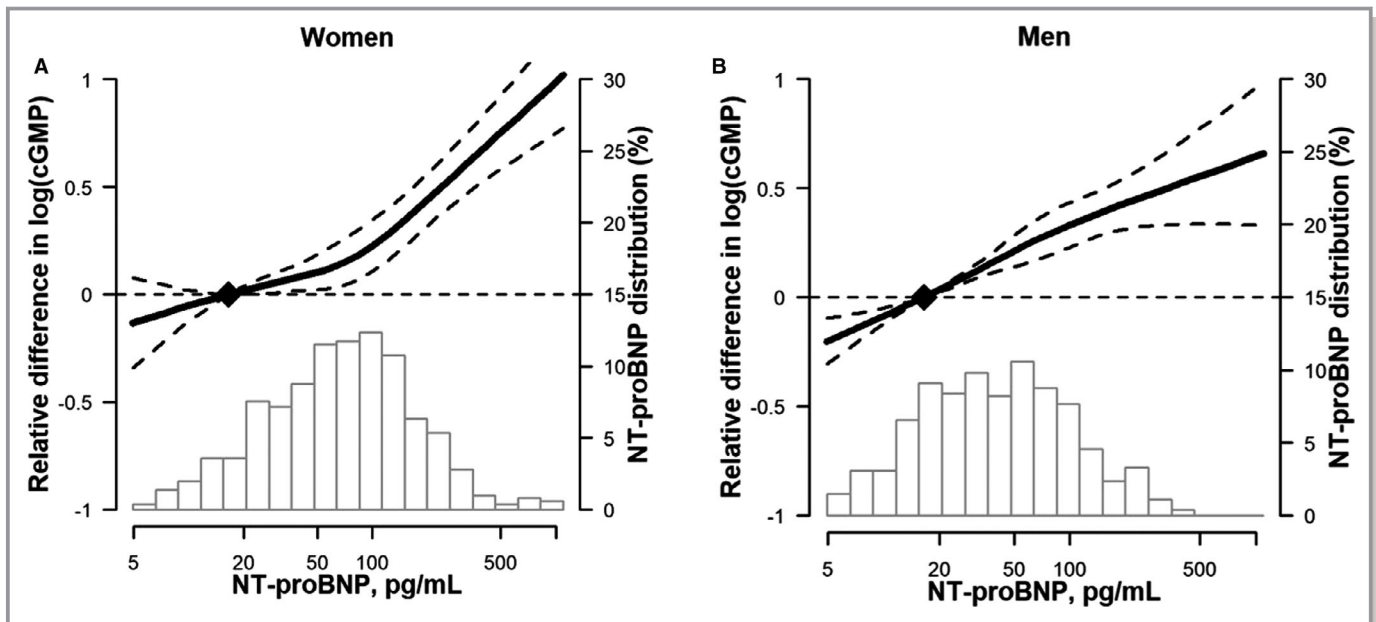 Women
A
Relative difference in log(cGMP)
1
0.5
0
-0.5
-1
30
25
20
15
10
5
0
NT-proBNP distribution (%)
5 20 50 100 500
NT-proBNP, pg/mL
Men
B
Relative difference in log(cGMP)
1
0.5
0
-0.5
-1
30
25
20
15
10
5
0
NT-proBNP distribution (%)
5 20 50 100 500
NT-proBNP, pg/mL